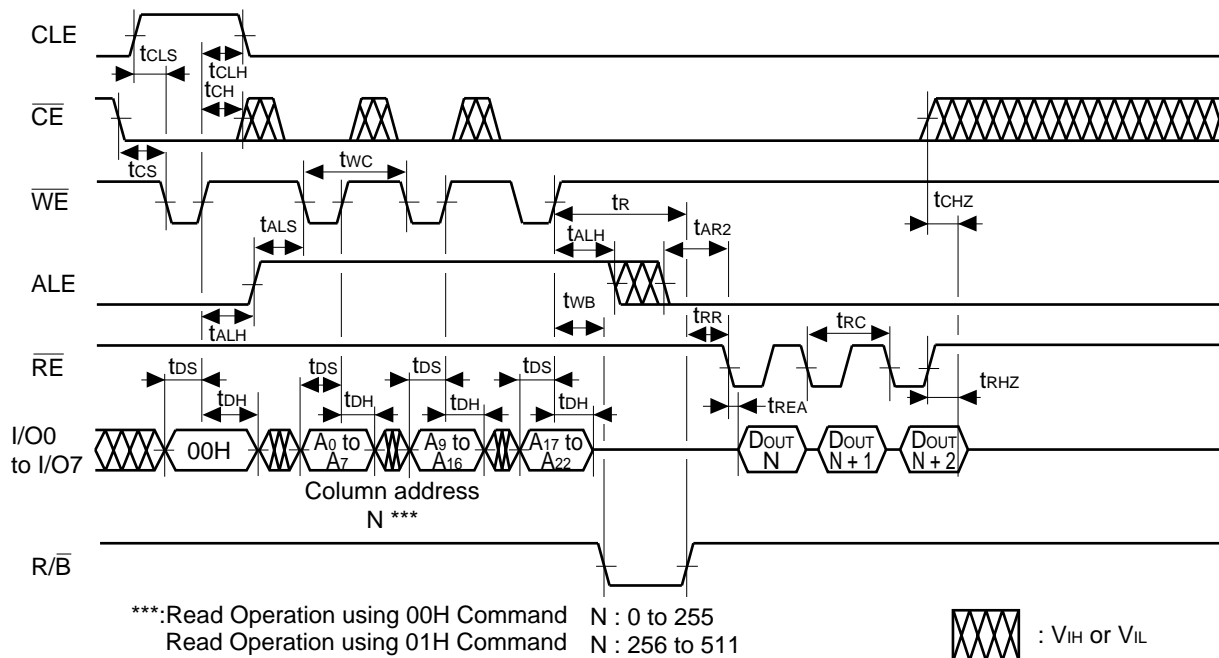 CLE
tCLS
tCLH
tCH
CE
tCS
tWC
WE
tR
tCHZ
tALS
tALH
tAR2
ALE
tWB
tALH
tRR
tRC
RE
tDS
tDS
tDS
tDS
tRHZ
tDH
tDH
tDH
tDH
tREA
I/O0
to I/O7
00H
A0 to
A7
A9 to
A16
A17 to
A22
DOUT
N
DOUT
N + 1
DOUT
N + 2
Column address
N ***
R/B
***:Read Operation using 00H Command N : 0 to 255
Read Operation using 01H Command N : 256 to 511
: VIH or VIL